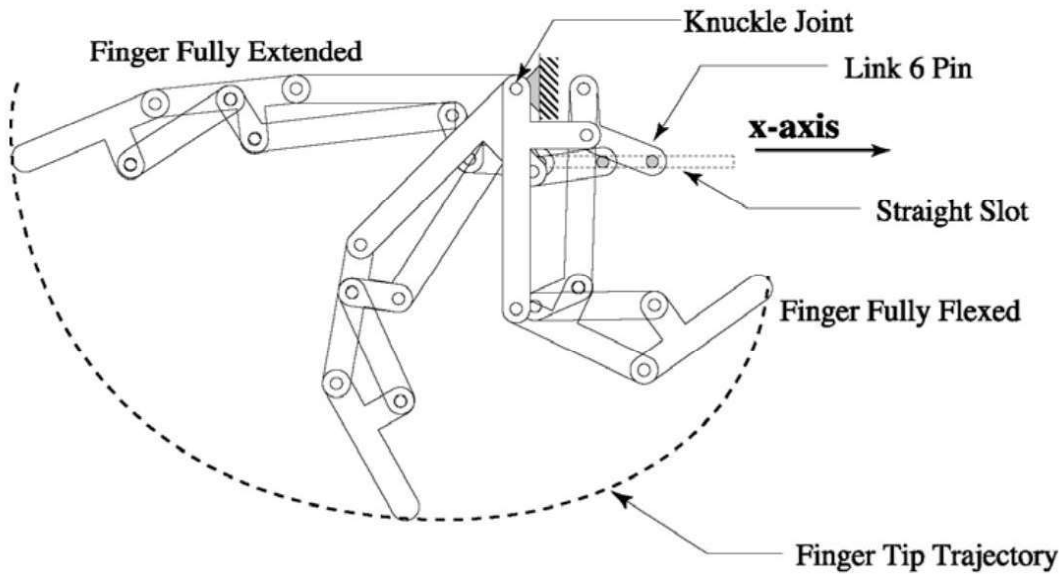 Knuckle Joint
Finger Fully Extended
Link 6 Pin
x-axis
Straight Slot
Finger Fully Flexed
Finger Tip Trajectory